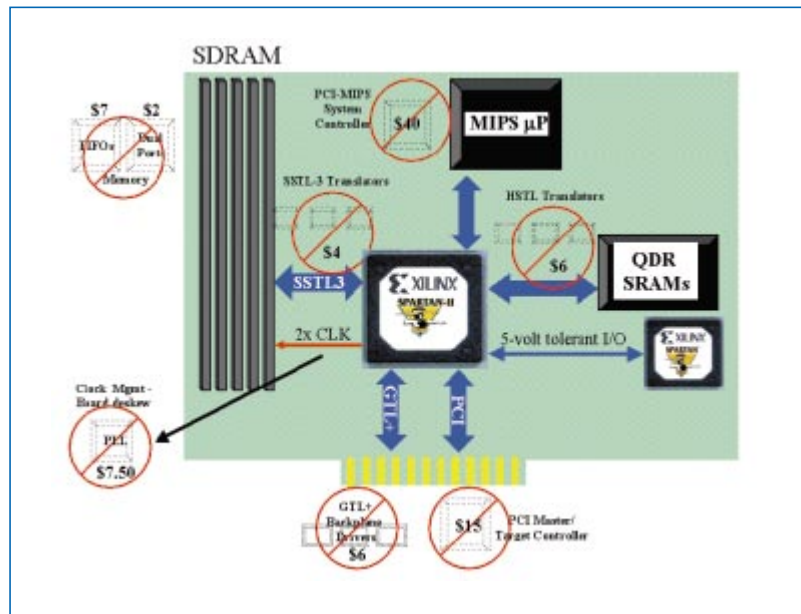 SDRAM
$7
$2
FIFOs
Dual
Port
Memory
PCI-MIPS
System
Controller
$40
MIPS µP
SSTL-3 Translators
$4
HSTL Translators
$6
QDR
SRAMs
SSTL3
XILINX
SPARTAN-II
2x CLK
5-volt tolerant I/O
XILINX
SPARTAN
Clock Mgmt -
Board deskew
PLL
$7.50
GTL+
PCI
GTL+
Backplane
Drivers
$6
$15
PCI Master/
Target Controller